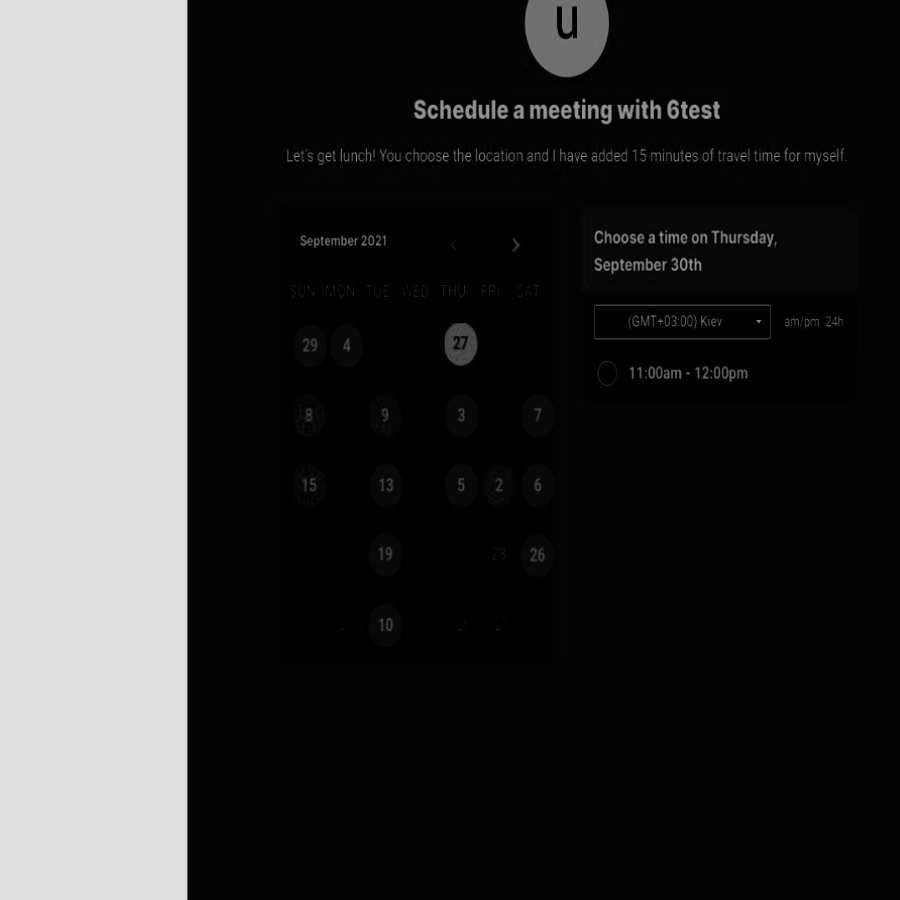 u
Schedule a meeting with 6test
Let's get lunch! You choose the location and I have added 15 minutes of travel time for myself.
September 2021
SUN MON TUE WED THU FRI SAT
29 4 27
8 9 3 7
15 13 5 2 6
19 28 26
10 26 27
Choose a time on Thursday,
September 30th
(GMT+03:00) Kiev am/pm 24h
11:00am - 12:00pm